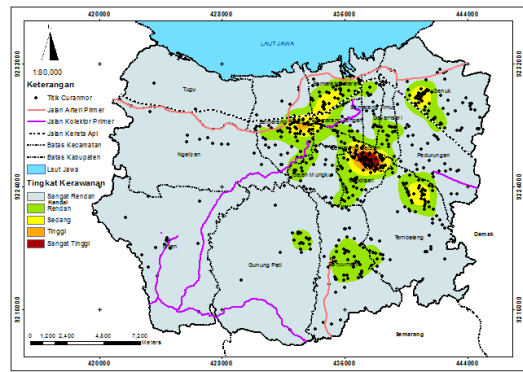 420000 428000 436000 444000
9232000
9232000
LAUT JAWA
1:80,000
Keterangan
Titik Curanmor
Jalan Arteri Primer
Jalan Kolektor Primer
Jalan Kereta Api
Batas Kecamatan
Batas Kabupaten
Laut Jawa
Tingkat Kerawanan
Sangat Rendah
Kendal
Rendah
Sedang
Tinggi
Sangat Tinggi
Tugu
Ngaliyan
Pedurungan
9224000
9224000
Tembalang
Demak
Gunung Pati
9216000
9216000
Semarang
0 1,200 2,400 4,800 7,200
Meters
420000 428000 436000 444000